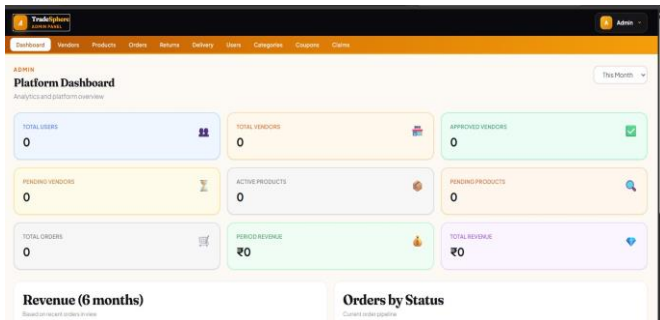 TradeSphere
ADMIN PANEL
A Admin
Dashboard Vendors Products Orders Returns Delivery Users Categories Coupons Claims
ADMIN
Platform Dashboard
Analytics and platform overview
This Month
TOTAL USERS
0
TOTAL VENDORS
0
APPROVED VENDORS
0
PENDING VENDORS
0
ACTIVE PRODUCTS
0
PENDING PRODUCTS
0
TOTAL ORDERS
0
PERIOD REVENUE
₹0
TOTAL REVENUE
₹0
Revenue (6 months)
Based on recent orders in view
Orders by Status
Current order pipeline